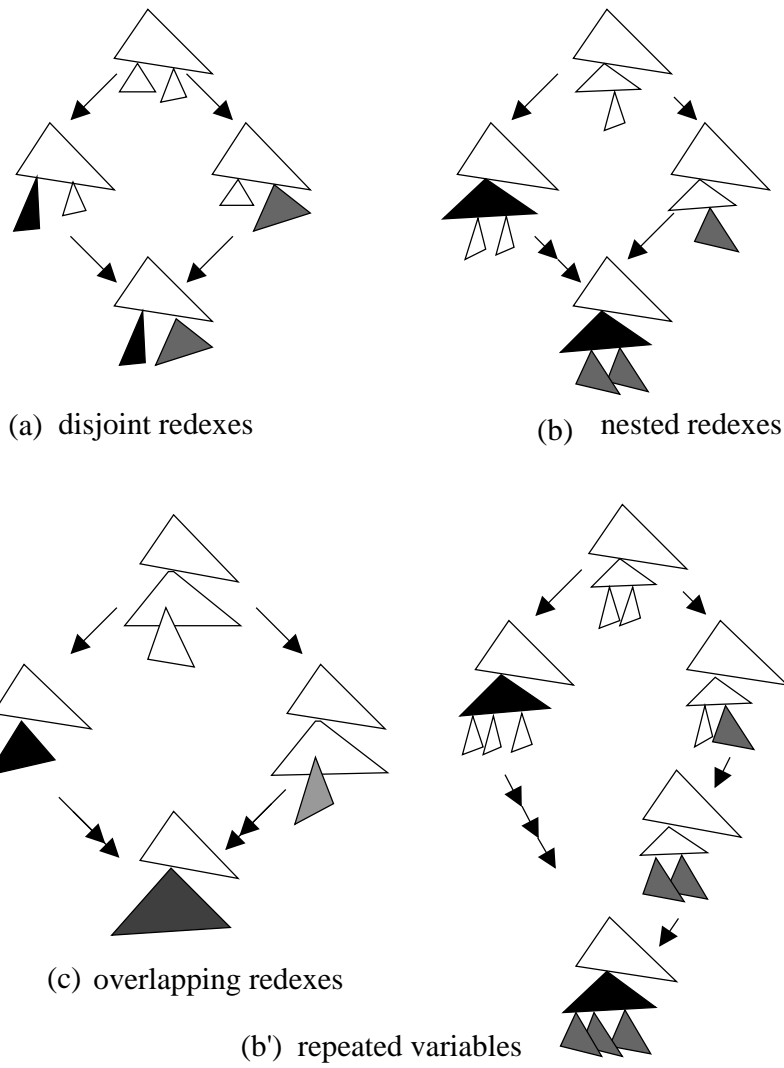 (a) disjoint redexes
(b) nested redexes
(c) overlapping redexes
(b') repeated variables